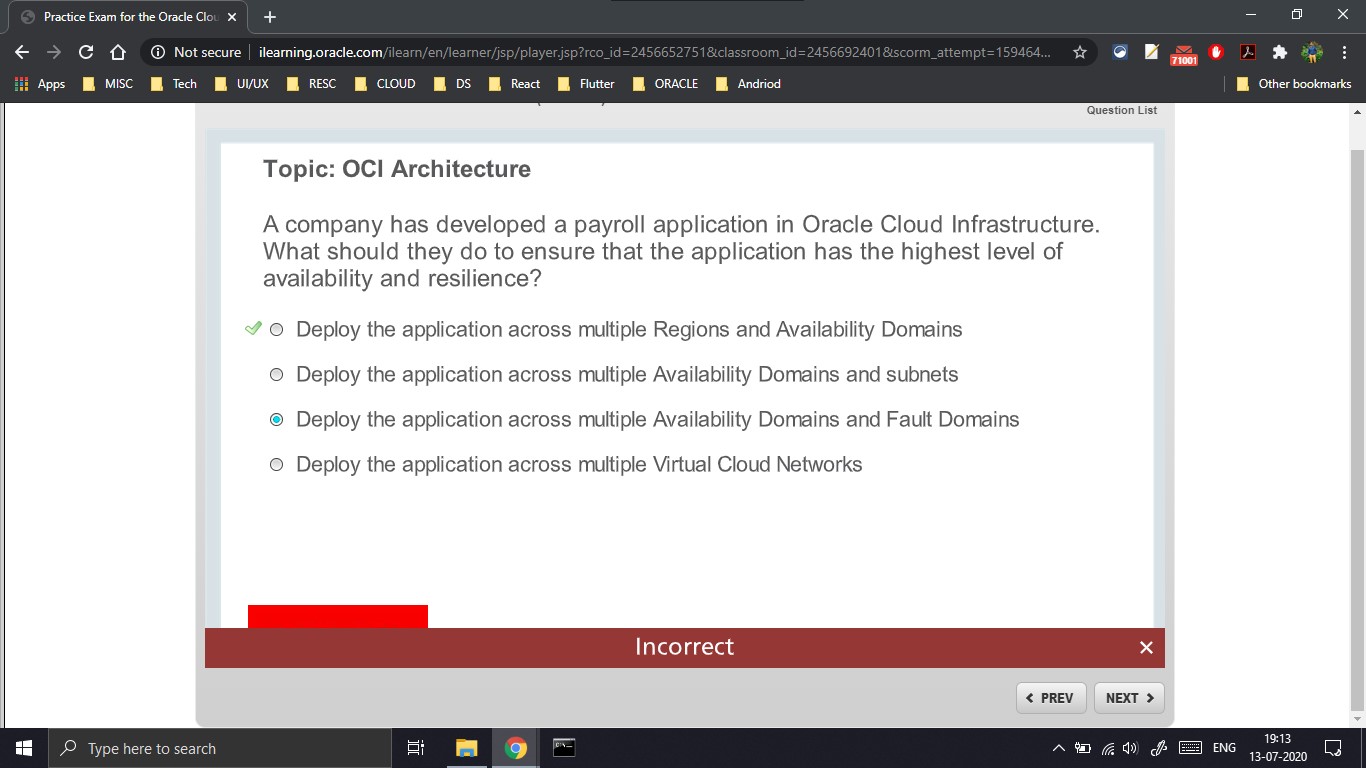 Practice Exam for the Oracle Clou
Not secure | ilearning.oracle.com/ilearn/en/learner/jsp/player.jsp?rco_id=2456652751&classroom_id=2456692401&scorm_attempt=159464...
71001
Apps MISC Tech UI/UX RESC CLOUD DS React Flutter ORACLE Andriod Other bookmarks
Question List
Topic: OCI Architecture
A company has developed a payroll application in Oracle Cloud Infrastructure.
What should they do to ensure that the application has the highest level of
availability and resilience?
Deploy the application across multiple Regions and Availability Domains
Deploy the application across multiple Availability Domains and subnets
Deploy the application across multiple Availability Domains and Fault Domains
Deploy the application across multiple Virtual Cloud Networks
Incorrect
PREV NEXT
Type here to search
ENG
19:13
13-07-2020